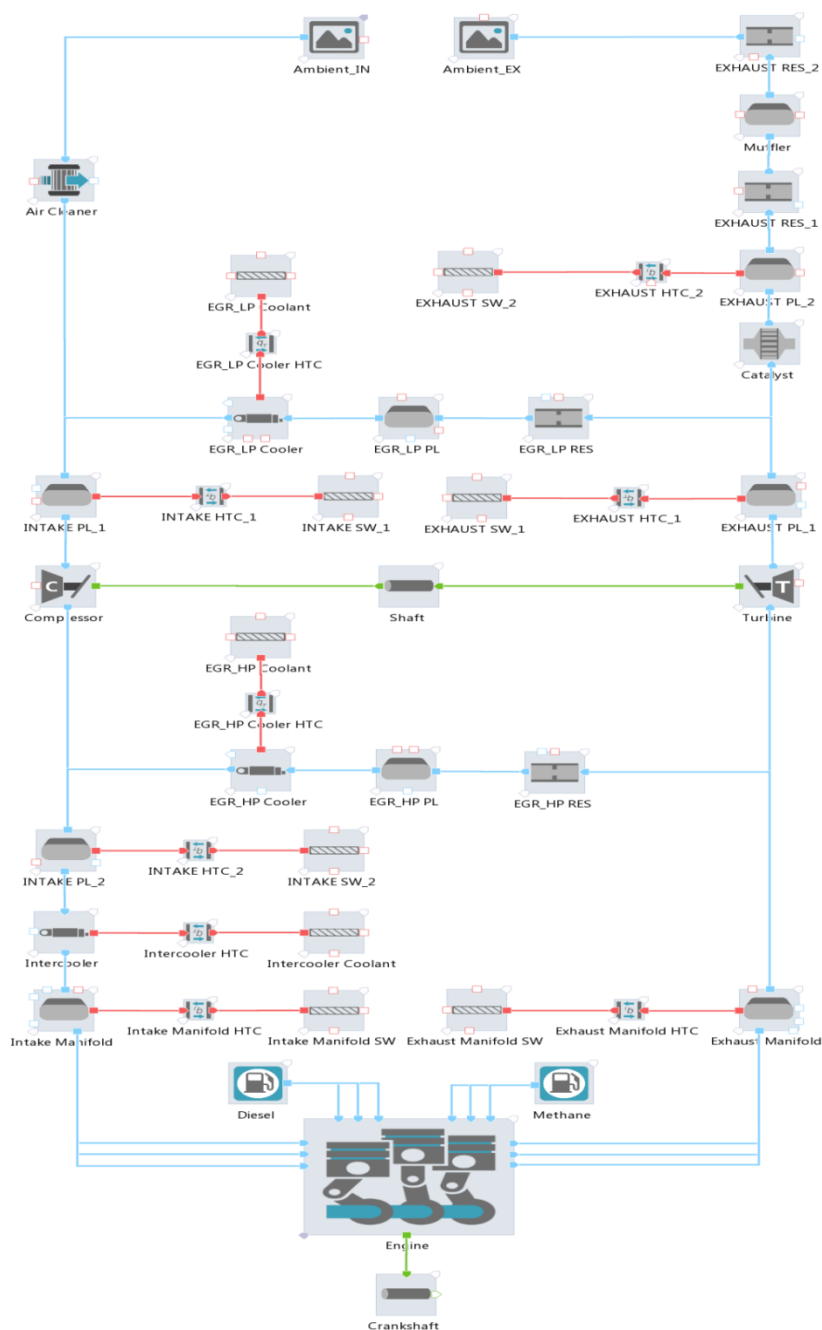 Ambient_IN
Ambient_EX
EXHAUST RES_2
Muffler
Air Cleaner
EXHAUST RES_1
EGR_LP Coolant
EXHAUST SW_2
EXHAUST HTC_2
EXHAUST PL_2
EGR_LP Cooler HTC
Catalyst
EGR_LP Cooler
EGR_LP PL
EGR_LP RES
INTAKE PL_1
INTAKE HTC_1
INTAKE SW_1
EXHAUST SW_1
EXHAUST HTC_1
EXHAUST PL_1
C
T
Compressor
Shaft
Turbine
EGR_HP Coolant
EGR_HP Cooler HTC
EGR_HP Cooler
EGR_HP PL
EGR_HP RES
INTAKE PL_2
INTAKE HTC_2
INTAKE SW_2
Intercooler
Intercooler HTC
Intercooler Coolant
Intake Manifold
Intake Manifold HTC
Intake Manifold SW
Exhaust Manifold SW
Exhaust Manifold HTC
Exhaust Manifold
Diesel
Methane
Engine
Crankshaft